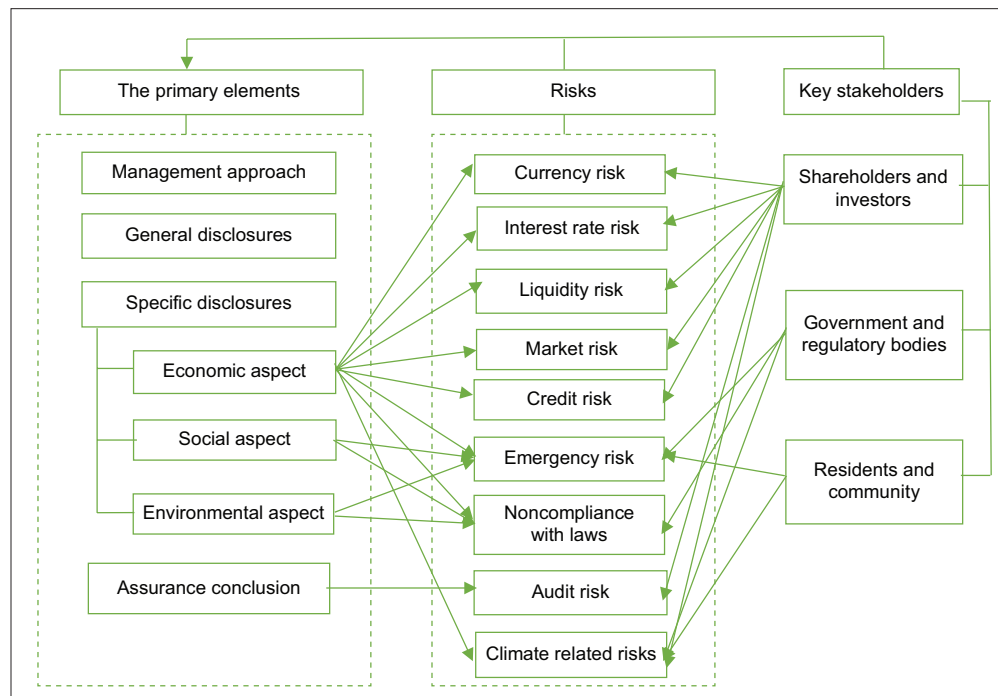 The primary elements
Risks
Key stakeholders
Management approach
General disclosures
Specific disclosures
Economic aspect
Social aspect
Environmental aspect
Assurance conclusion
Currency risk
Interest rate risk
Liquidity risk
Market risk
Credit risk
Emergency risk
Noncompliance
with laws
Audit risk
Climate related risks
Shareholders and
investors
Government and
regulatory bodies
Residents and
community